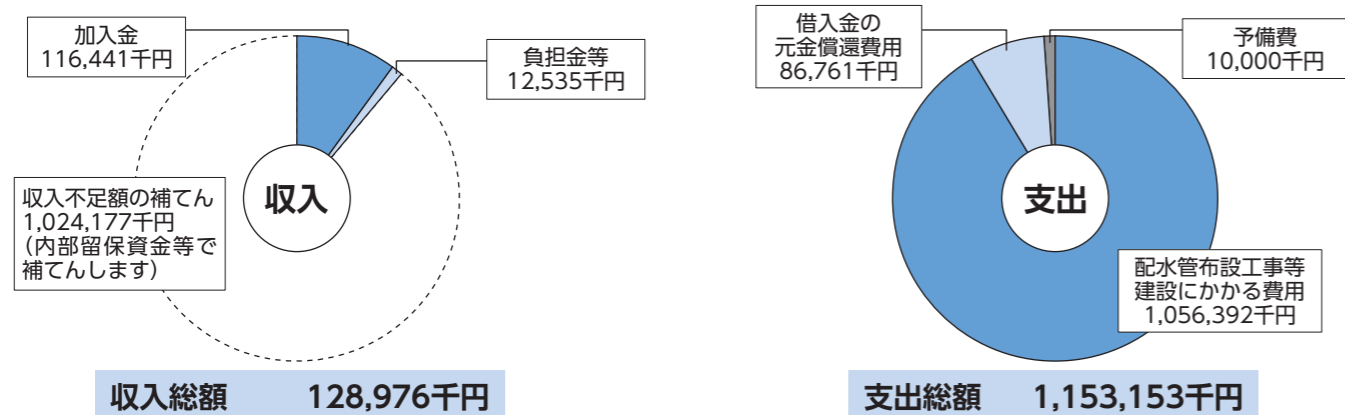 加入金
116,441千円
負担金等
12,535千円
収入不足額の補てん
1,024,177千円
(内部留保資金等で
補てんします)
収入
収入総額 128,976千円
借入金の
元金償還費用
86,761千円
予備費
10,000千円
支出
配水管布設工事等
建設にかかる費用
1,056,392千円
支出総額 1,153,153千円